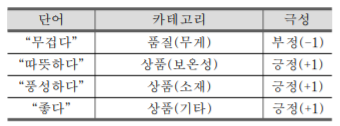 단어 카테고리 극성
“무겁다” 품질(무게) 부정(-1)
“따뜻하다” 상품(보온성) 긍정(+1)
“풍성하다” 상품(소재) 긍정(+1)
“좋다” 상품(기타) 긍정(+1)